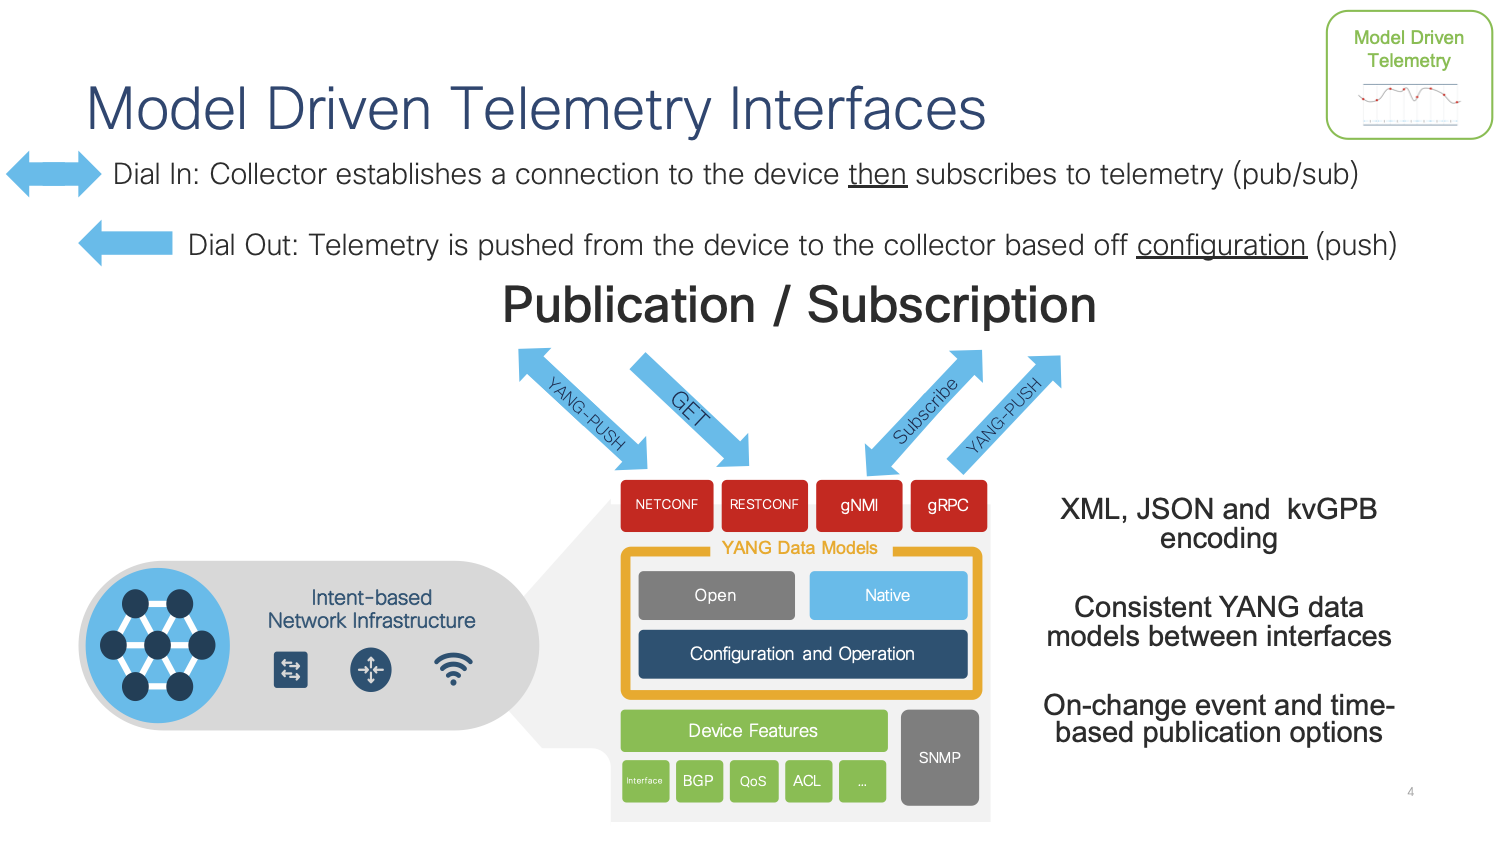 Model Driven
Telemetry
Model Driven Telemetry Interfaces
Dial In: Collector establishes a connection to the device then subscribes to telemetry (pub/sub)
Dial Out: Telemetry is pushed from the device to the collector based off configuration (push)
Publication / Subscription
YANG-PUSH
GET
Subscribe
YANG-PUSH
NETCONF
RESTCONF
gNMI
gRPC
YANG Data Models
Open
Native
Configuration and Operation
Device Features
Interface
BGP
QoS
ACL
...
SNMP
Intent-based
Network Infrastructure
XML, JSON and kvGPB
encoding
Consistent YANG data
models between interfaces
On-change event and time-
based publication options
4